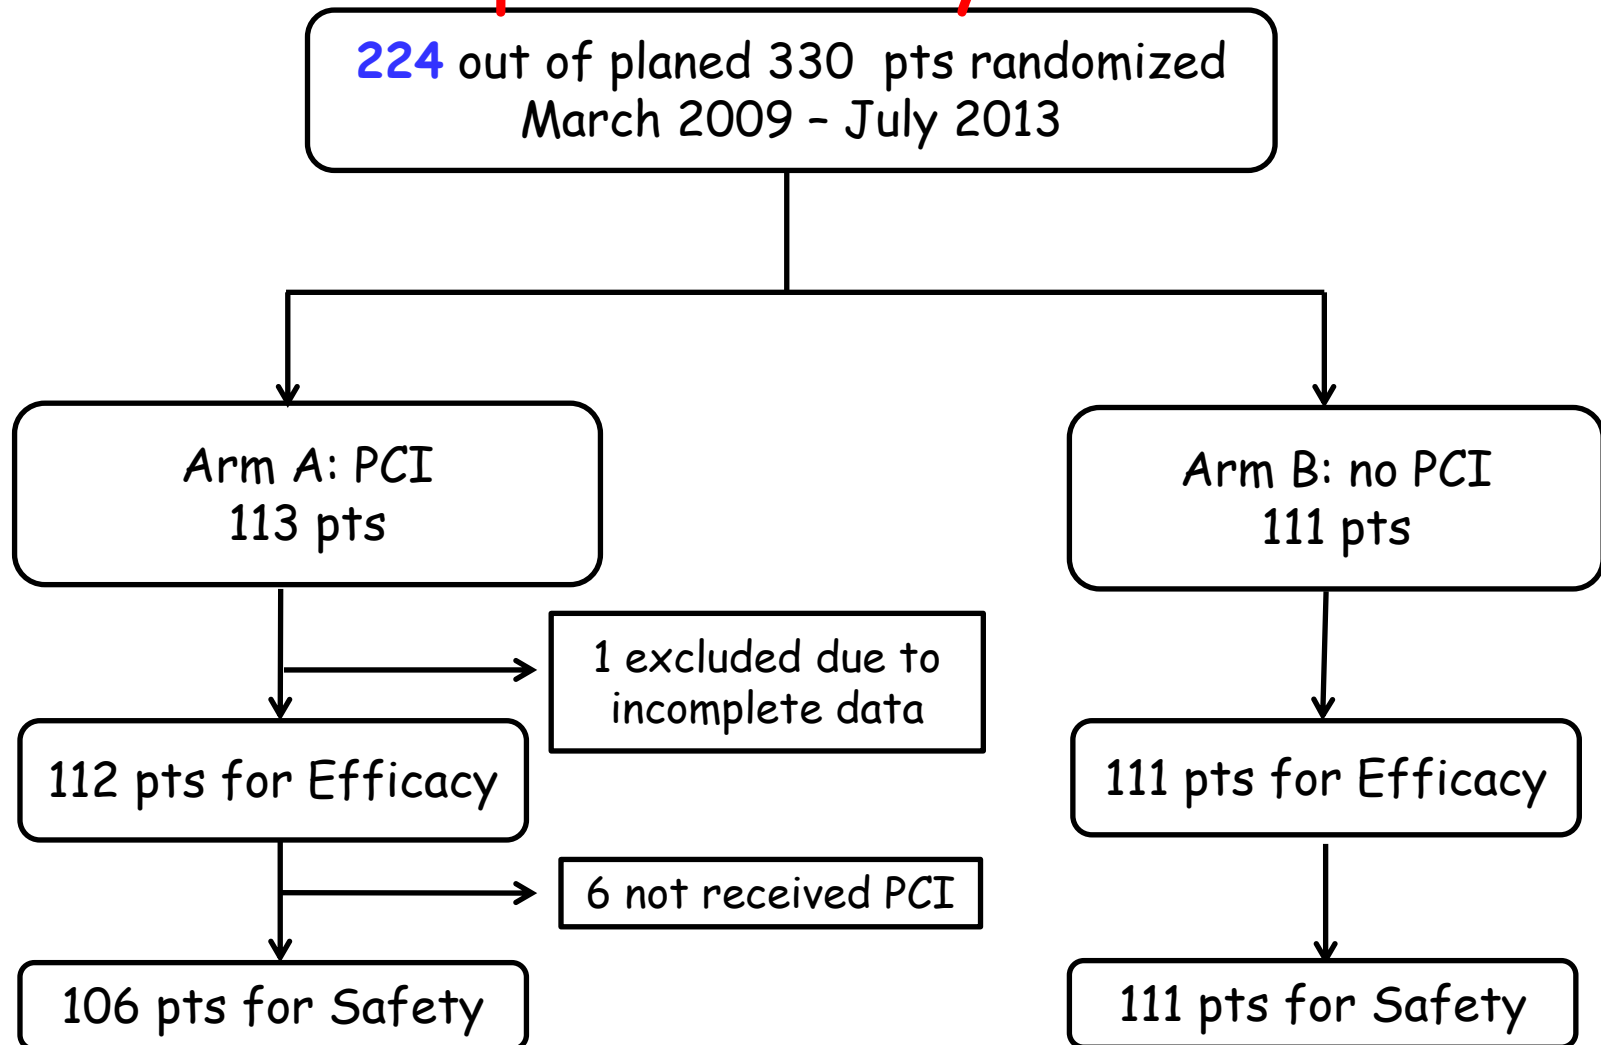 224 out of planed 330 pts randomized
March 2009 – July 2013
Arm A: PCI
113 pts
Arm B: no PCI
111 pts
1 excluded due to
incomplete data
112 pts for Efficacy
111 pts for Efficacy
6 not received PCI
106 pts for Safety
111 pts for Safety